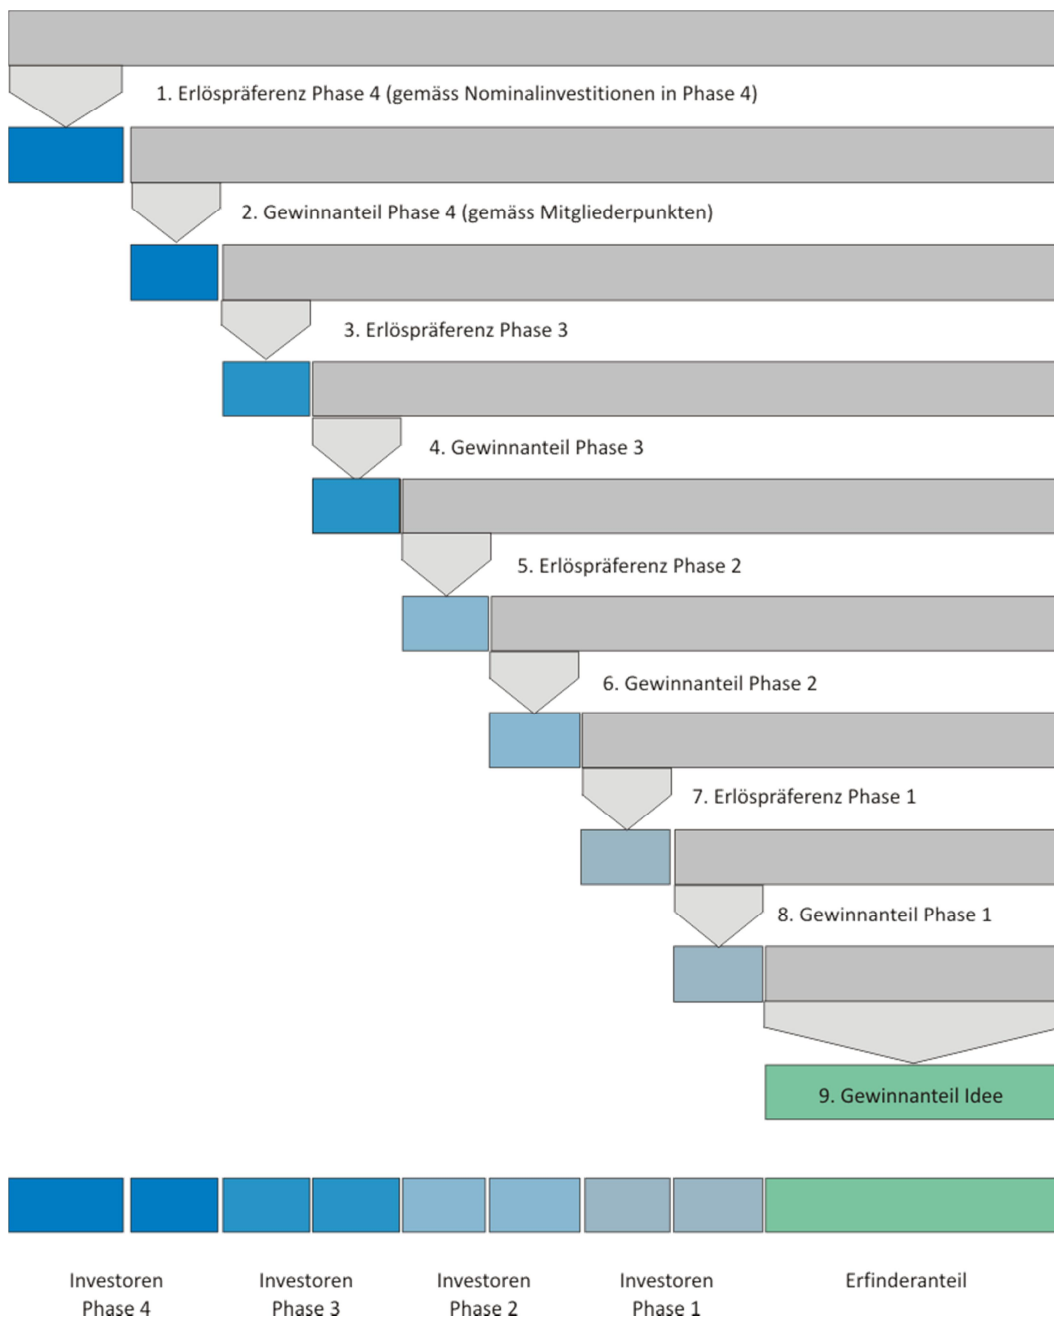 1. Erlöspräferenz Phase 4 (gemäss Nominalinvestitionen in Phase 4)
2. Gewinnanteil Phase 4 (gemäss Mitgliederpunkten)
3. Erlöspräferenz Phase 3
4. Gewinnanteil Phase 3
5. Erlöspräferenz Phase 2
6. Gewinnanteil Phase 2
7. Erlöspräferenz Phase 1
8. Gewinnanteil Phase 1
9. Gewinnanteil Idee
Investoren
Phase 4
Investoren
Phase 3
Investoren
Phase 2
Investoren
Phase 1
Erfinderanteil